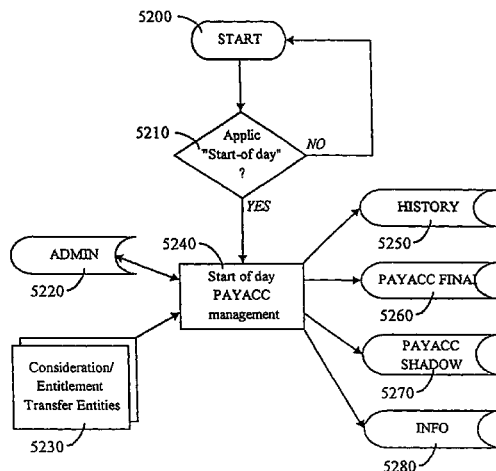 5200
START
5210
Applic
"Start-of day"
?
NO
YES
HISTORY
5250
5240
ADMIN
5220
Start of day
PAYACC
management
PAYACC FINAL
5260
PAYACC
SHADOW
5270
Consideration/
Entitlement
Transfer Entities
5230
INFO
5280